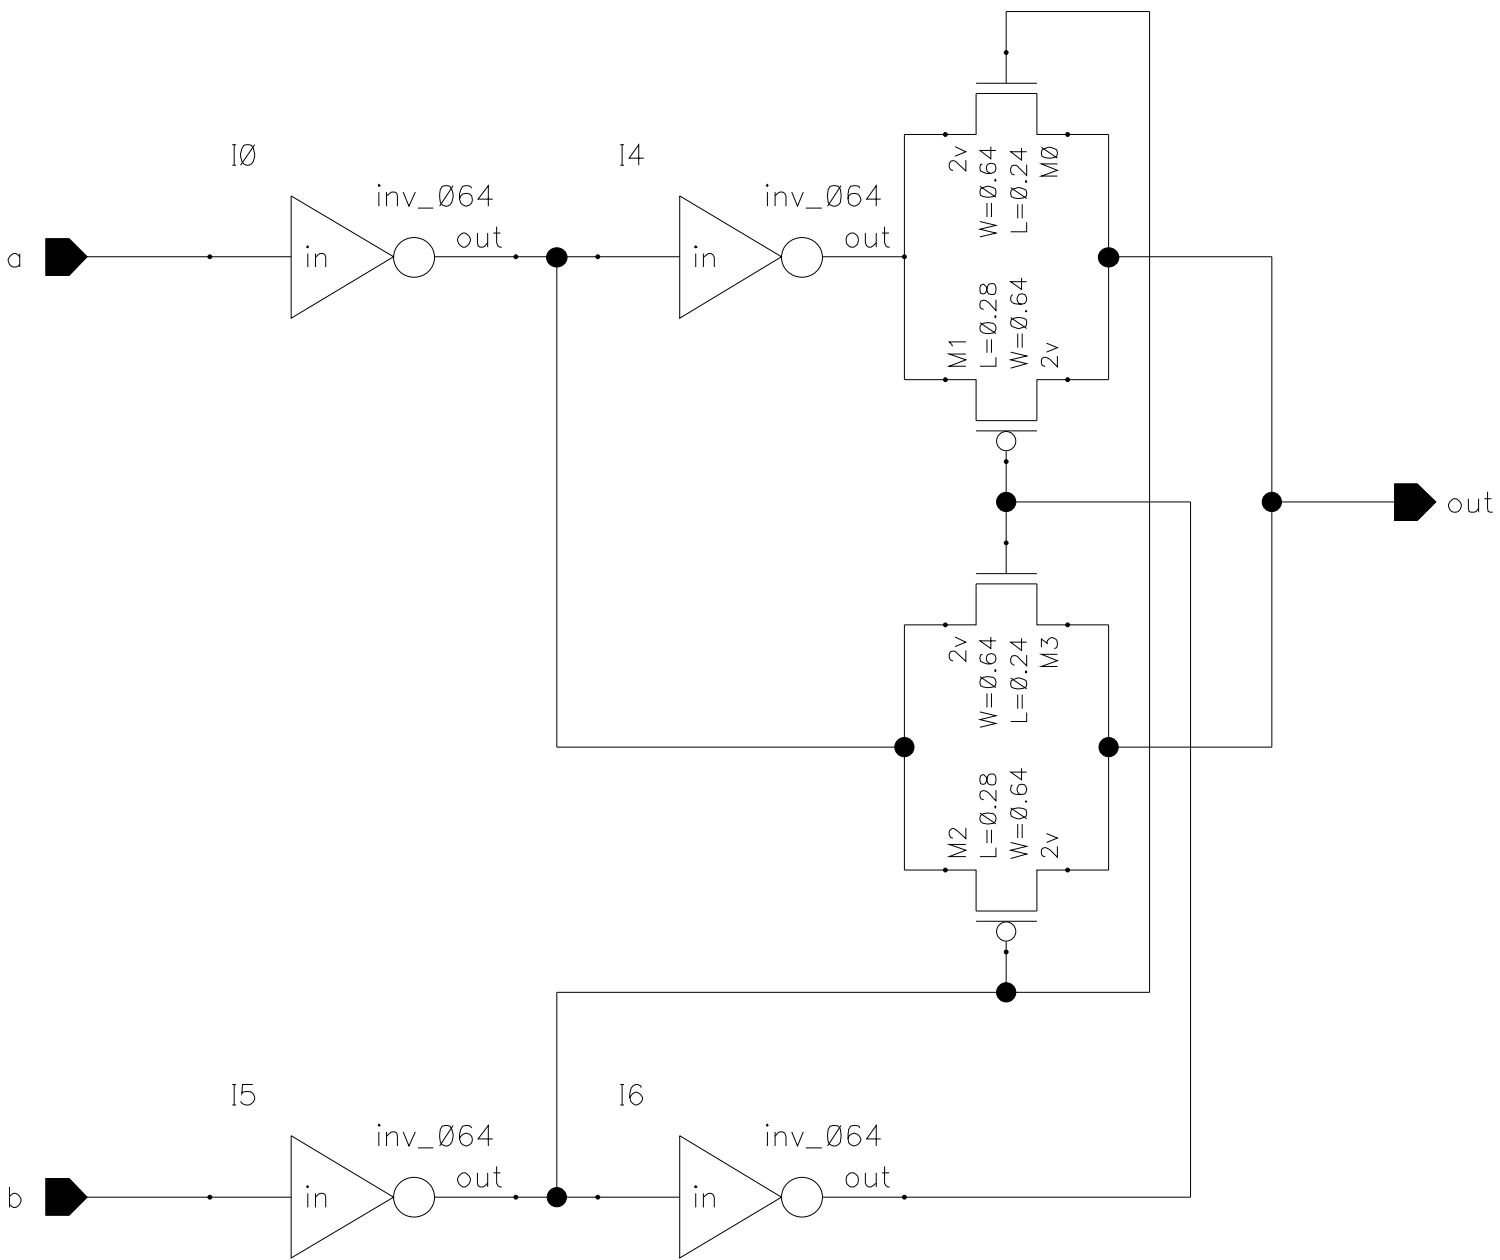 I0
I4
inv_064
inv_064
out
out
a
in
in
2v
W=0.64
L=0.24
M0
M1
L=0.28
W=0.64
2v
out
2v
W=0.64
L=0.24
M3
M2
L=0.28
W=0.64
2v
I5
I6
inv_064
inv_064
out
out
b
in
in